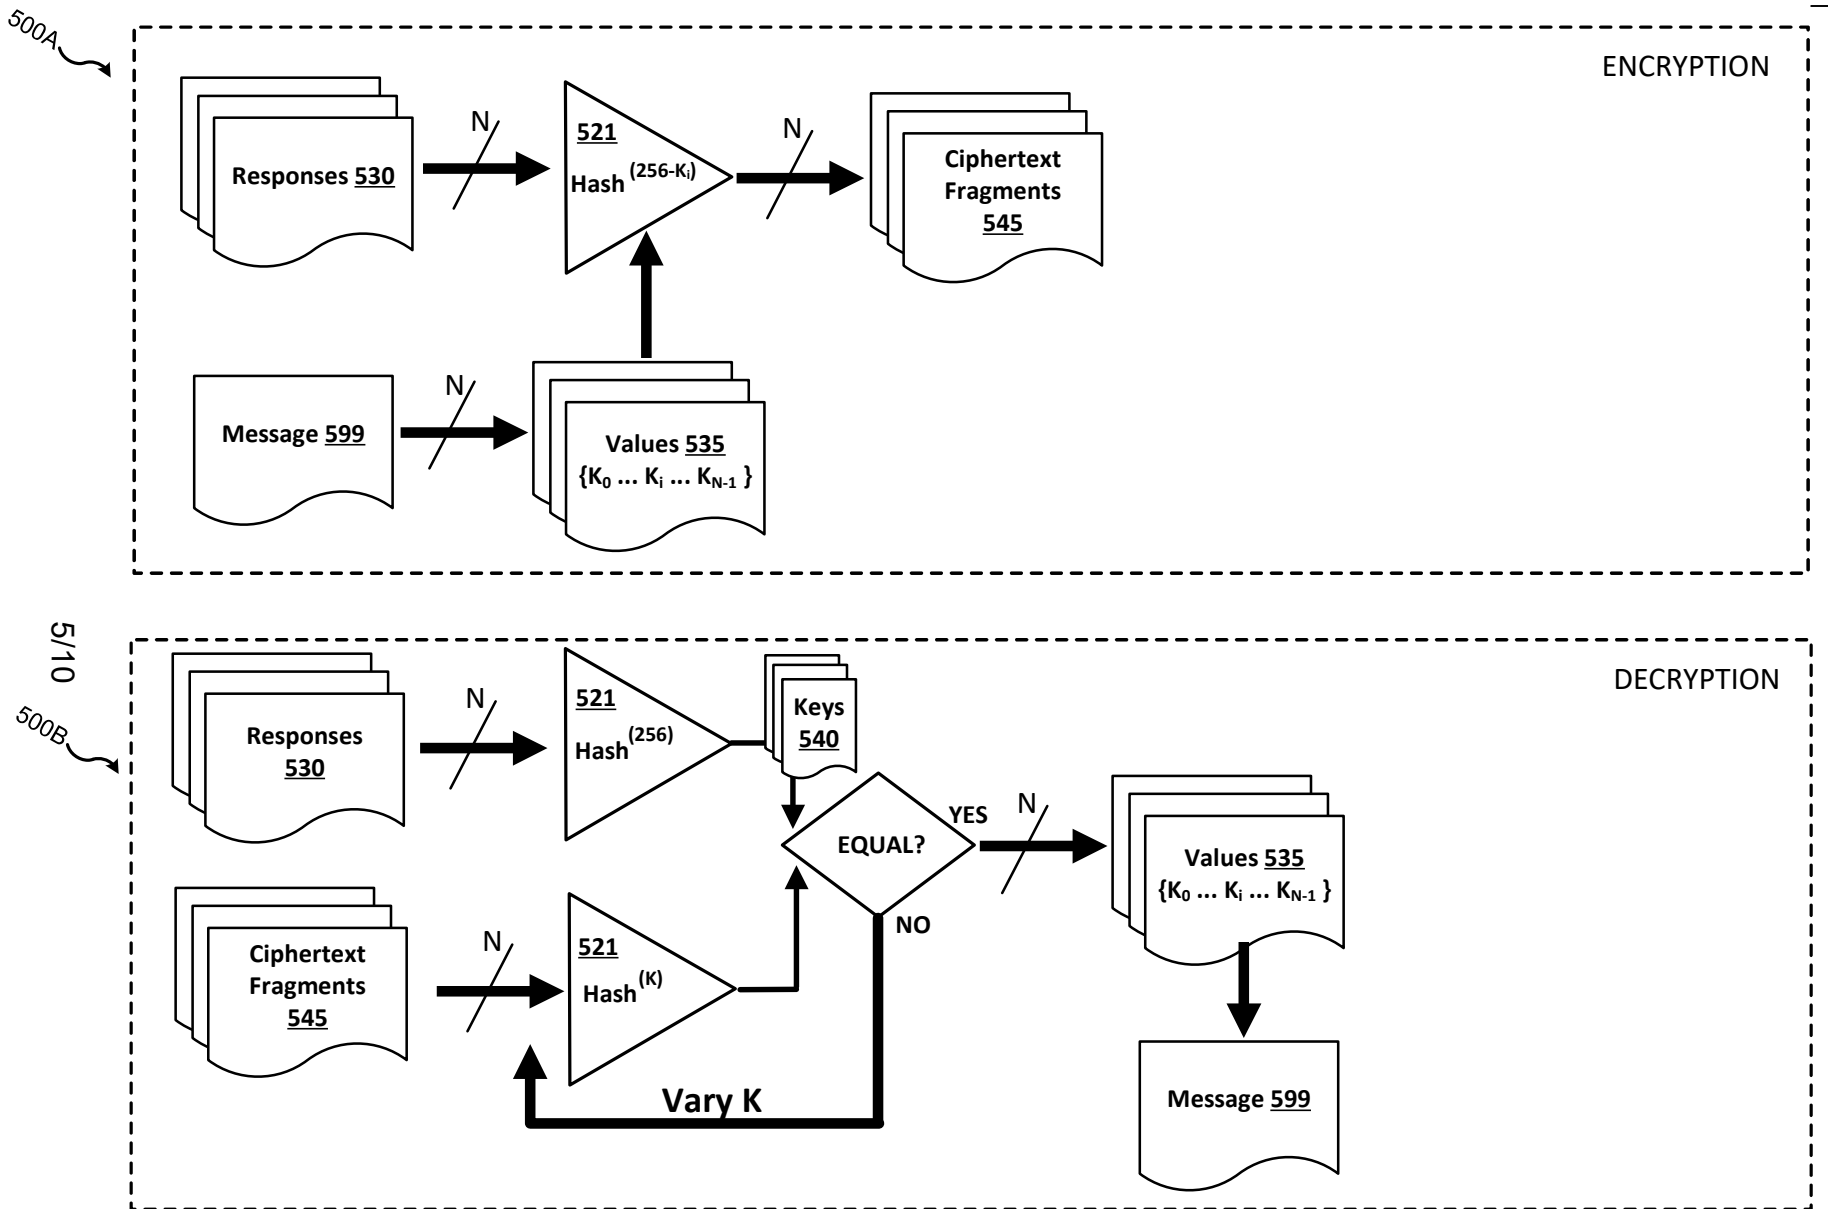 500A
ENCRYPTION
N
521
Hash (256-Ki)
Responses 530
N
Ciphertext
Fragments
545
N
Message 599
Values 535
{K0 ... Ki ... KN-1 }
5/10
500B
DECRYPTION
Responses
530
N
521
Hash(256)
Keys
540
EQUAL?
YES
NO
N
Values 535
{K0 ... Ki ... KN-1 }
Ciphertext
Fragments
545
N
521
Hash(K)
Vary K
Message 599